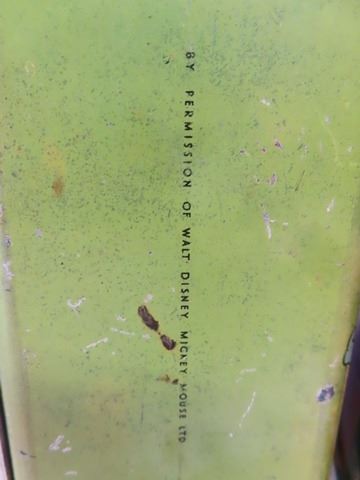 BY PERMISSION OF WALT DISNEY MICKEY MOUSE LTD